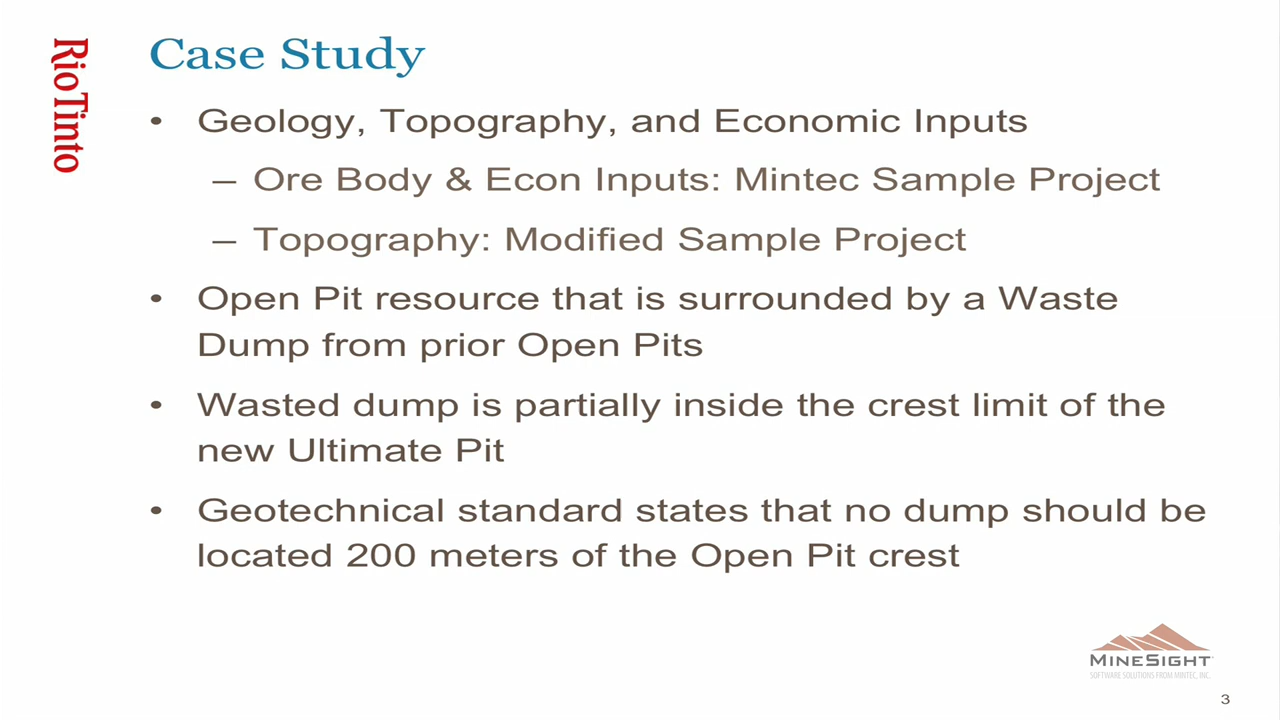 RioTinto
Case Study
• Geology, Topography, and Economic Inputs
– Ore Body & Econ Inputs: Mintec Sample Project
– Topography: Modified Sample Project
• Open Pit resource that is surrounded by a Waste
Dump from prior Open Pits
• Wasted dump is partially inside the crest limit of the
new Ultimate Pit
• Geotechnical standard states that no dump should be
located 200 meters of the Open Pit crest
MINESIGHT
SOFTWARE SOLUTIONS FROM MINTEC, INC.
3